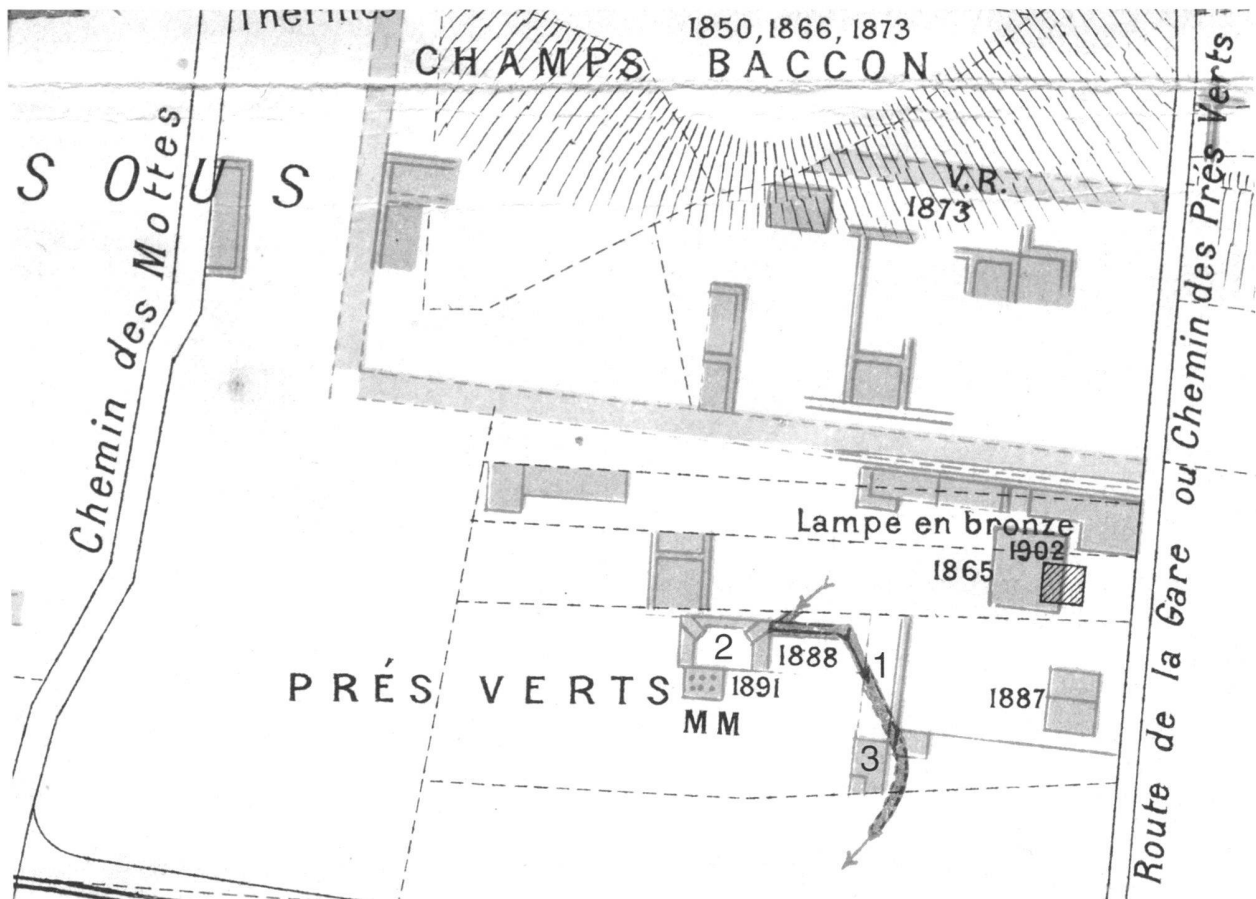 Thermes
1850, 1866, 1873
CHAMPS BACCON
SOUS
V.R.
1873
Chemin des Mottes
Route de la Gare ou Chemin des Prés Verts
Lampe en bronze
1902
1865
2
1888
1
PRÉS VERTS
1891
1887
MM
3